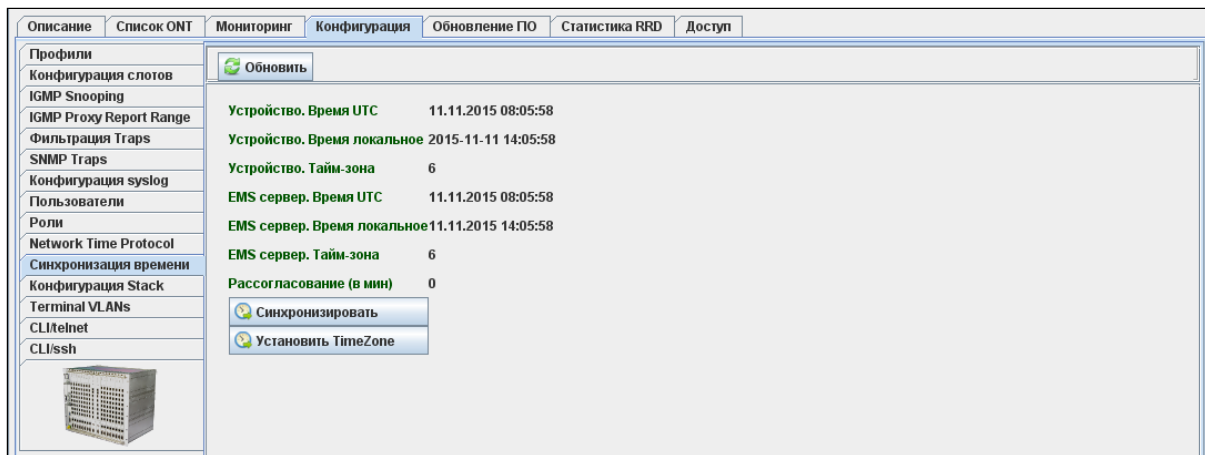 Описание Список ONT Мониторинг Конфигурация Обновление ПО Статистика RRD Доступ
Профили
Конфигурация слотов
IGMP Snooping
IGMP Proxy Report Range
Фильтрация Traps
SNMP Traps
Конфигурация syslog
Пользователи
Роли
Network Time Protocol
Синхронизация времени
Конфигурация Stack
Terminal VLANs
CLI/telnet
CLI/ssh
Обновить
Устройство. Время UTC 11.11.2015 08:05:58
Устройство. Время локальное 2015-11-11 14:05:58
Устройство. Тайм-зона 6
EMS сервер. Время UTC 11.11.2015 08:05:58
EMS сервер. Время локальное 11.11.2015 14:05:58
EMS сервер. Тайм-зона 6
Рассогласование (в мин) 0
Синхронизировать
Установить TimeZone